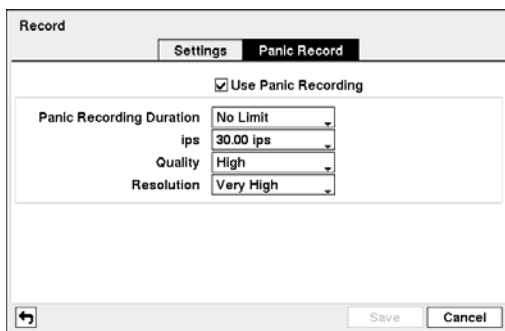 Record
Settings Panic Record
Use Panic Recording
Panic Recording Duration No Limit
ips 30.00 ips
Quality High
Resolution Very High
Save Cancel